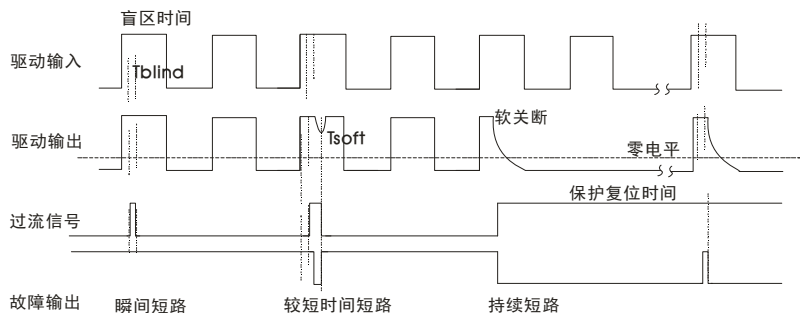 盲区时间
驱动输入
Tblind
驱动输出
Tsoft
软关断
零电平
保护复位时间
过流信号
故障输出
瞬间短路
较短时间短路
持续短路